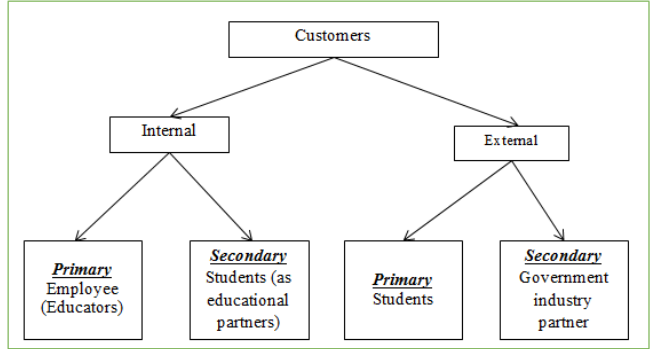 Customers
Internal
External
Primary
Employee
(Educators)
Secondary
Students (as
educational
partners)
Primary
Students
Secondary
Government
industry
partner